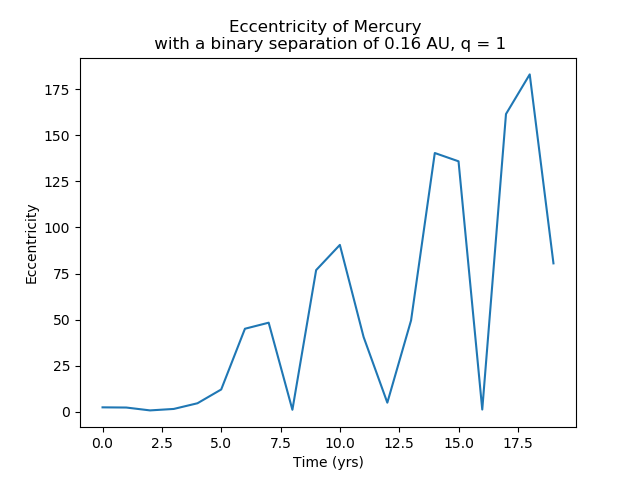 Eccentricity of Mercury
with a binary separation of 0.16 AU, q = 1
175
150
125
100
75
50
25
0
Eccentricity
0.0 2.5 5.0 7.5 10.0 12.5 15.0 17.5
Time (yrs)